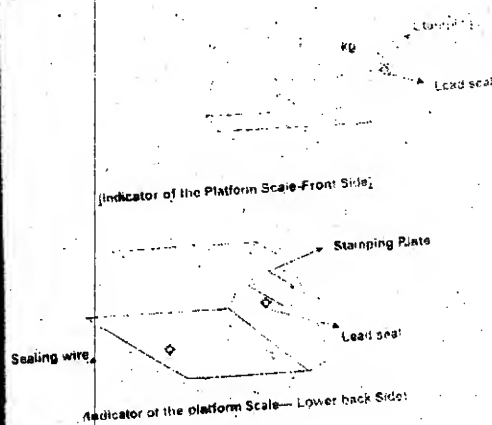 Stamping
kg
Lead seal
[Indicator of the Platform Scale-Front Side]
Stamping Plate
Lead seal
Sealing wire
Indicator of the platform Scale— Lower back Side]